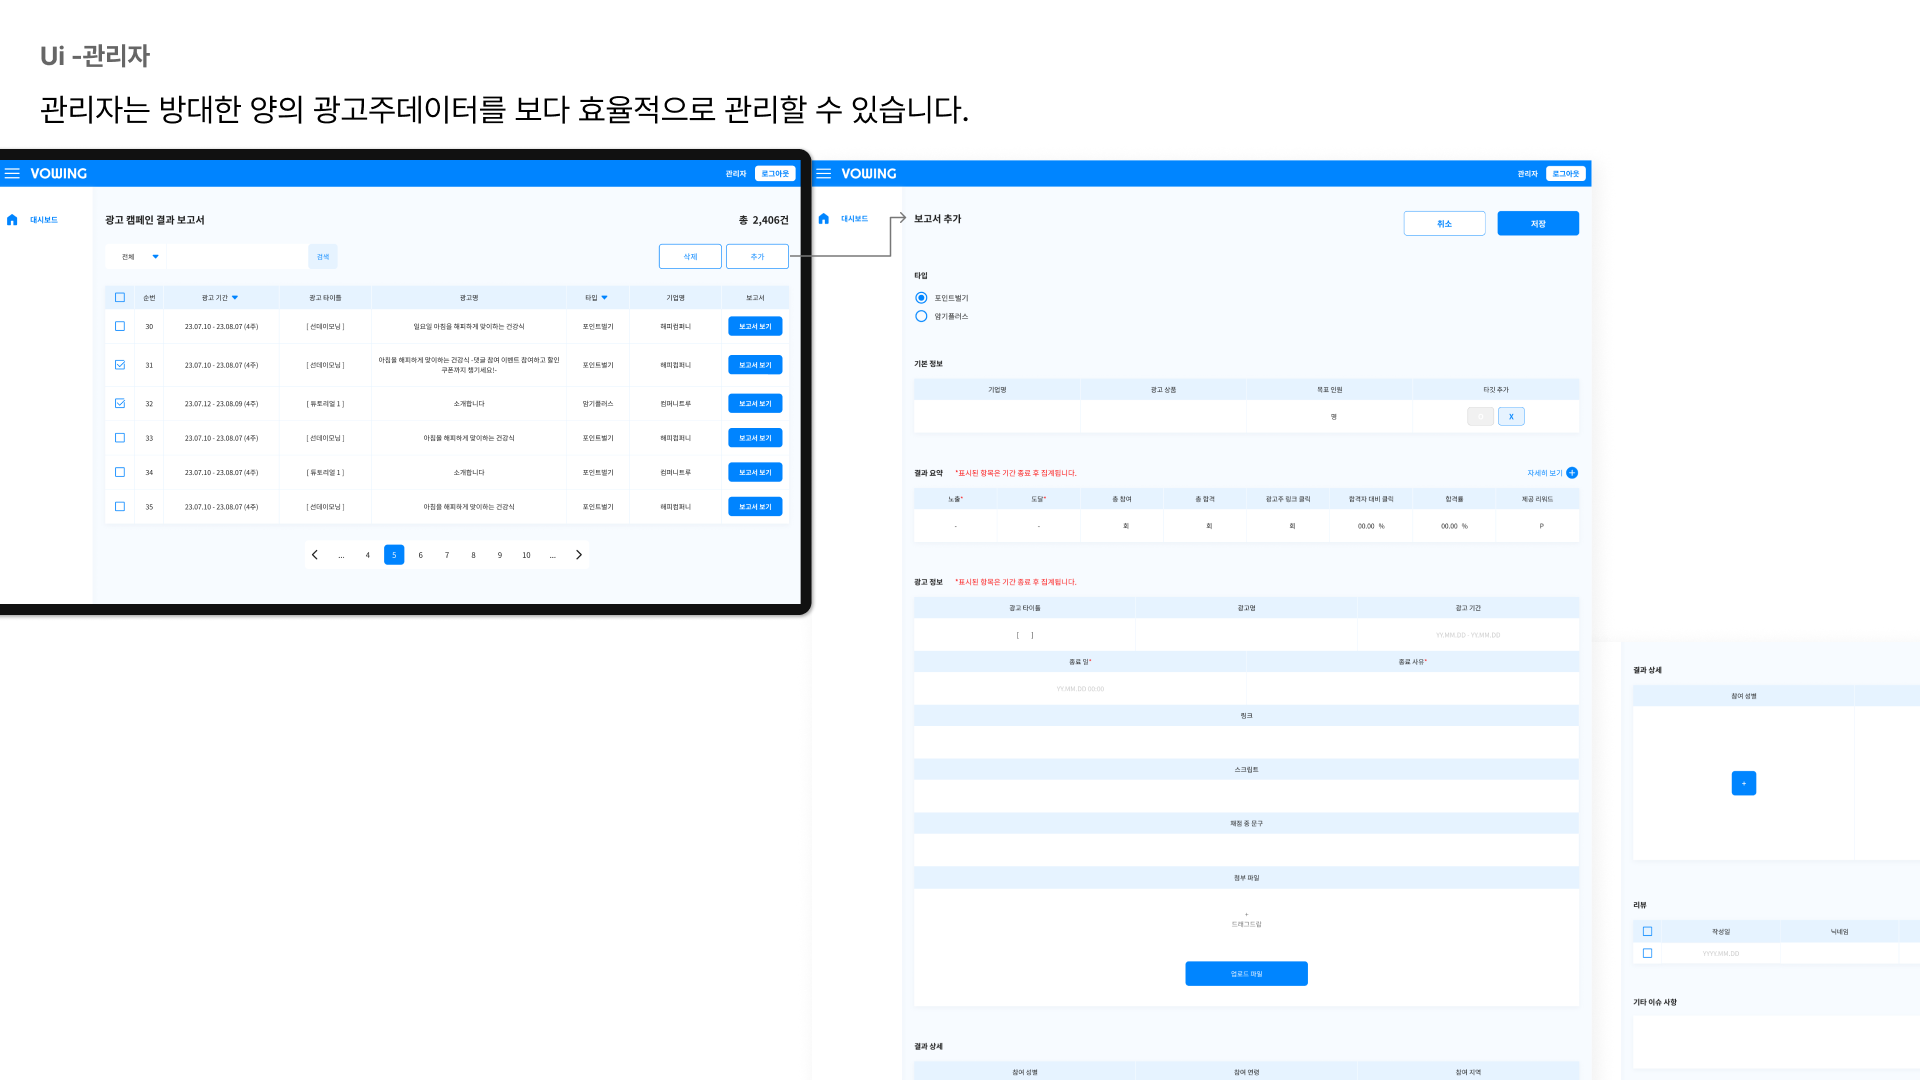 Ui -관리자
관리자는 방대한 양의 광고주데이터를 보다 효율적으로 관리할 수 있습니다.
VOWING
관리자 로그아웃
대시보드
광고 캠페인 결과 보고서
총 2,406건
전체 검색
삭제 추가
순번 광고 기간 광고 타이틀 광고명 타입 기업명 보고서
30 23.07.10 - 23.08.07 (4주) [ 선데이모닝 ] 일요일 아침을 해피하게 맞이하는 건강식 포인트벌기 해피컴퍼니 보고서 보기
31 23.07.10 - 23.08.07 (4주) [ 선데이모닝 ] 아침을 해피하게 맞이하는 건강식 -댓글 참여 이벤트 참여하고 할인
쿠폰까지 챙기세요!- 포인트벌기 해피컴퍼니 보고서 보기
32 23.07.12 - 23.08.09 (4주) [ 튜토리얼 1 ] 소개합니다 암기플러스 컴퍼니트루 보고서 보기
33 23.07.10 - 23.08.07 (4주) [ 선데이모닝 ] 아침을 해피하게 맞이하는 건강식 포인트벌기 해피컴퍼니 보고서 보기
34 23.07.10 - 23.08.07 (4주) [ 튜토리얼 1 ] 소개합니다 포인트벌기 컴퍼니트루 보고서 보기
35 23.07.10 - 23.08.07 (4주) [ 선데이모닝 ] 아침을 해피하게 맞이하는 건강식 포인트벌기 해피컴퍼니 보고서 보기
... 4 5 6 7 8 9 10 ...
VOWING
관리자 로그아웃
대시보드
보고서 추가
취소 저장
타입
포인트벌기
암기플러스
기본 정보
기업명 광고 상품 목표 인원 타깃 추가
명 X
결과 요약 *표시된 항목은 기간 종료 후 집계됩니다. 자세히 보기 +
노출* 도달* 총 참여 총 합격 광고주 링크 클릭 합격자 대비 클릭 합격률 제공 리워드
- - 회 회 회 00.00 % 00.00 % P
광고 정보 *표시된 항목은 기간 종료 후 집계됩니다.
광고 타이틀 광고명 광고 기간
[ ] YY.MM.DD - YY.MM.DD
종료 일* 종료 사유*
YY.MM.DD 00:00
링크
스크립트
채점 중 문구
첨부 파일
+
드래그드랍
업로드 파일
결과 상세
참여 성별 참여 연령 참여 지역
결과 상세
참여 성별
+
리뷰
작성일 닉네임
YYYY.MM.DD
기타 이슈 사항